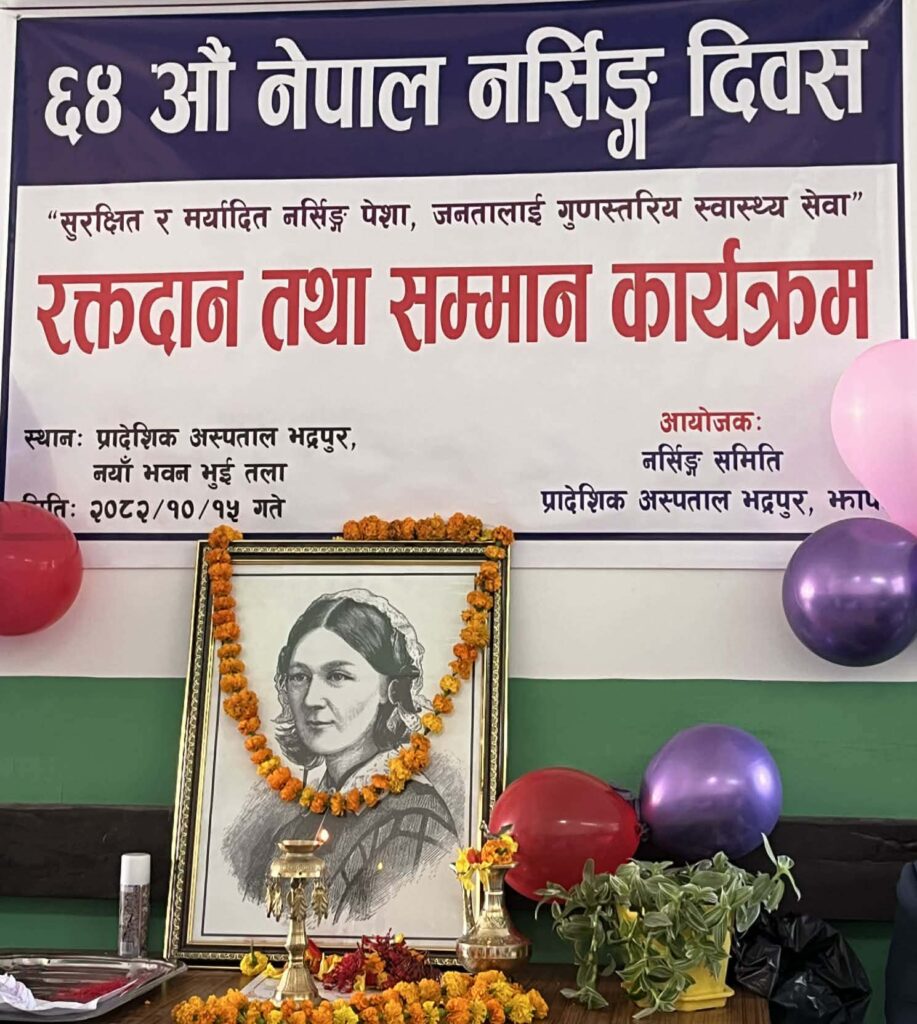 ६४ औं नेपाल नर्सिङ्ग दिवस
“सुरक्षित र मर्यादित नर्सिङ्ग पेशा, जनतालाई गुणस्तरिय स्वास्थ्य सेवा”
रक्तदान तथा सम्मान कार्यक्रम
स्थानः प्रादेशिक अस्पताल भद्रपुर,
नयाँ भवन भुई तला
२०८२/१०/१५ गते
आयोजकः
नर्सिङ्ग समिति
प्रादेशिक अस्पताल भद्रपुर,